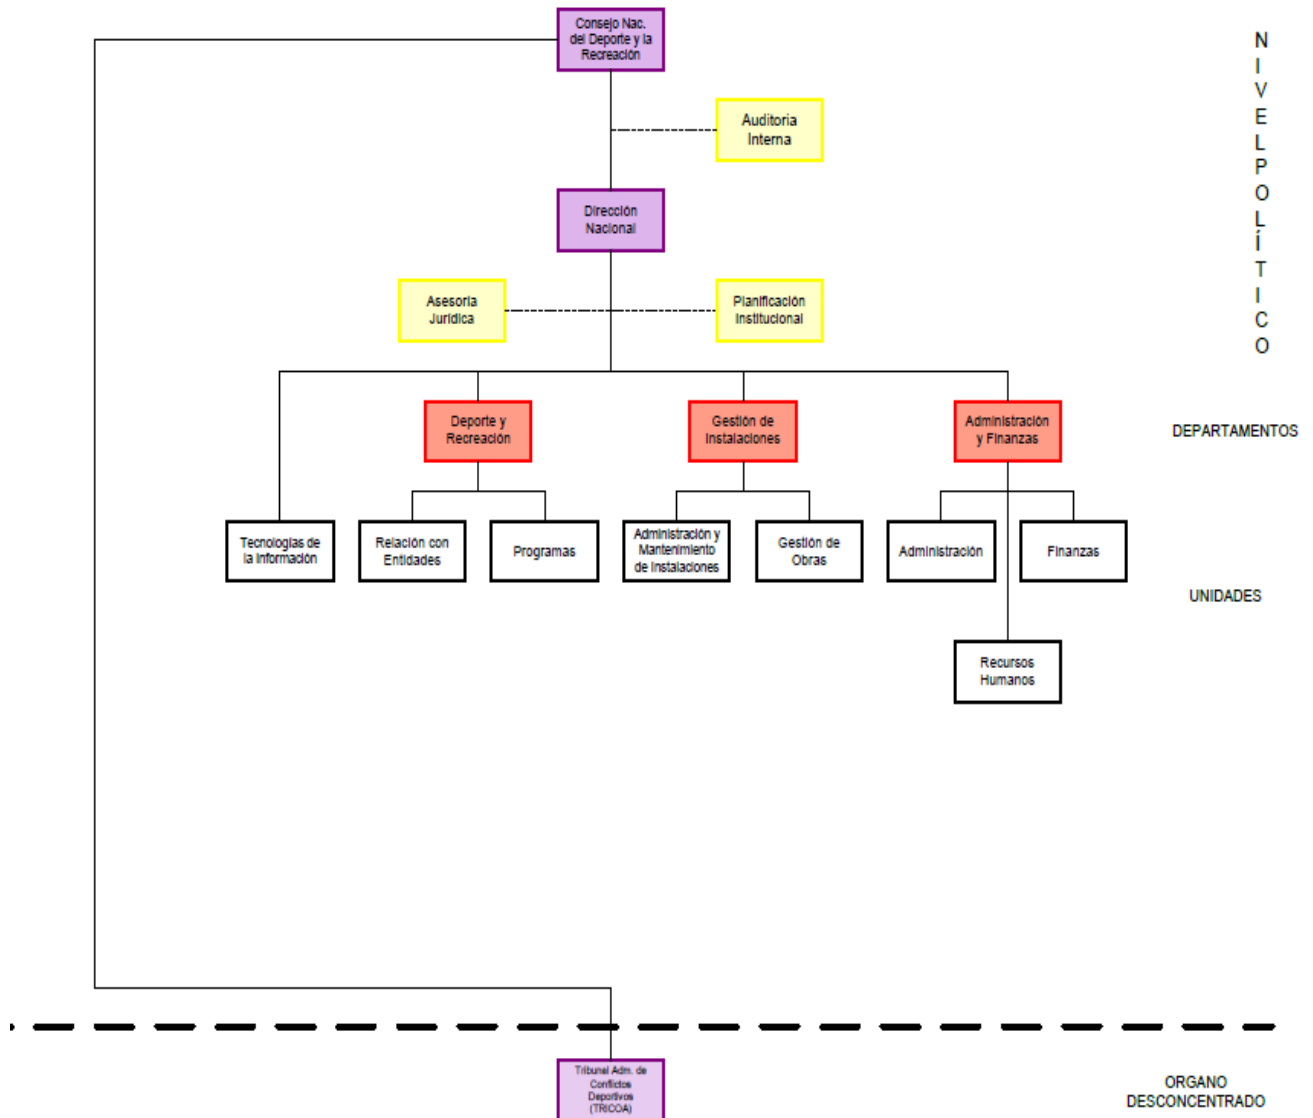 Consejo Nac.
del Deporte y la
Recreación
Auditoria
Interna
Dirección
Nacional
Asesoría
Jurídica
Planificación
Institucional
N
I
V
E
L
P
O
L
Í
T
I
C
O
Deporte y
Recreación
Gestión de
Instalaciones
Administración
y Finanzas
DEPARTAMENTOS
Tecnologías de
la Información
Relación con
Entidades
Programas
Administración y
Mantenimiento
de Instalaciones
Gestión de
Obras
Administración
Finanzas
UNIDADES
Recursos
Humanos
Tribunal Adm. de
Conflictos
Deportivos
(TRICOA)
ORGANO
DESCONCENTRADO